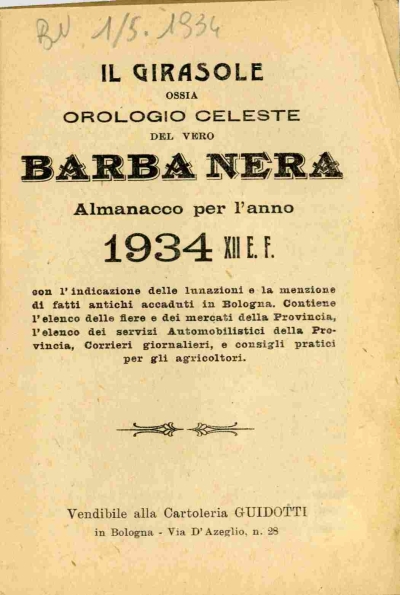 BN 1/5. 1934
IL GIRASOLE
OSSIA
OROLOGIO CELESTE
DEL VERO
BARBA NERA
Almanacco per l'anno
1934 XII E. F.
con l'indicazione delle lunazioni e la menzione
di fatti antichi accaduti in Bologna. Contiene
l'elenco delle fiere e dei mercati della Provincia,
l'elenco dei servizi Automobilistici della Pro-
vincia, Corrieri giornalieri, e consigli pratici
per gli agricoltori.
Vendibile alla Cartoleria GUIDOTTI
in Bologna - Via D'Azeglio, n. 28